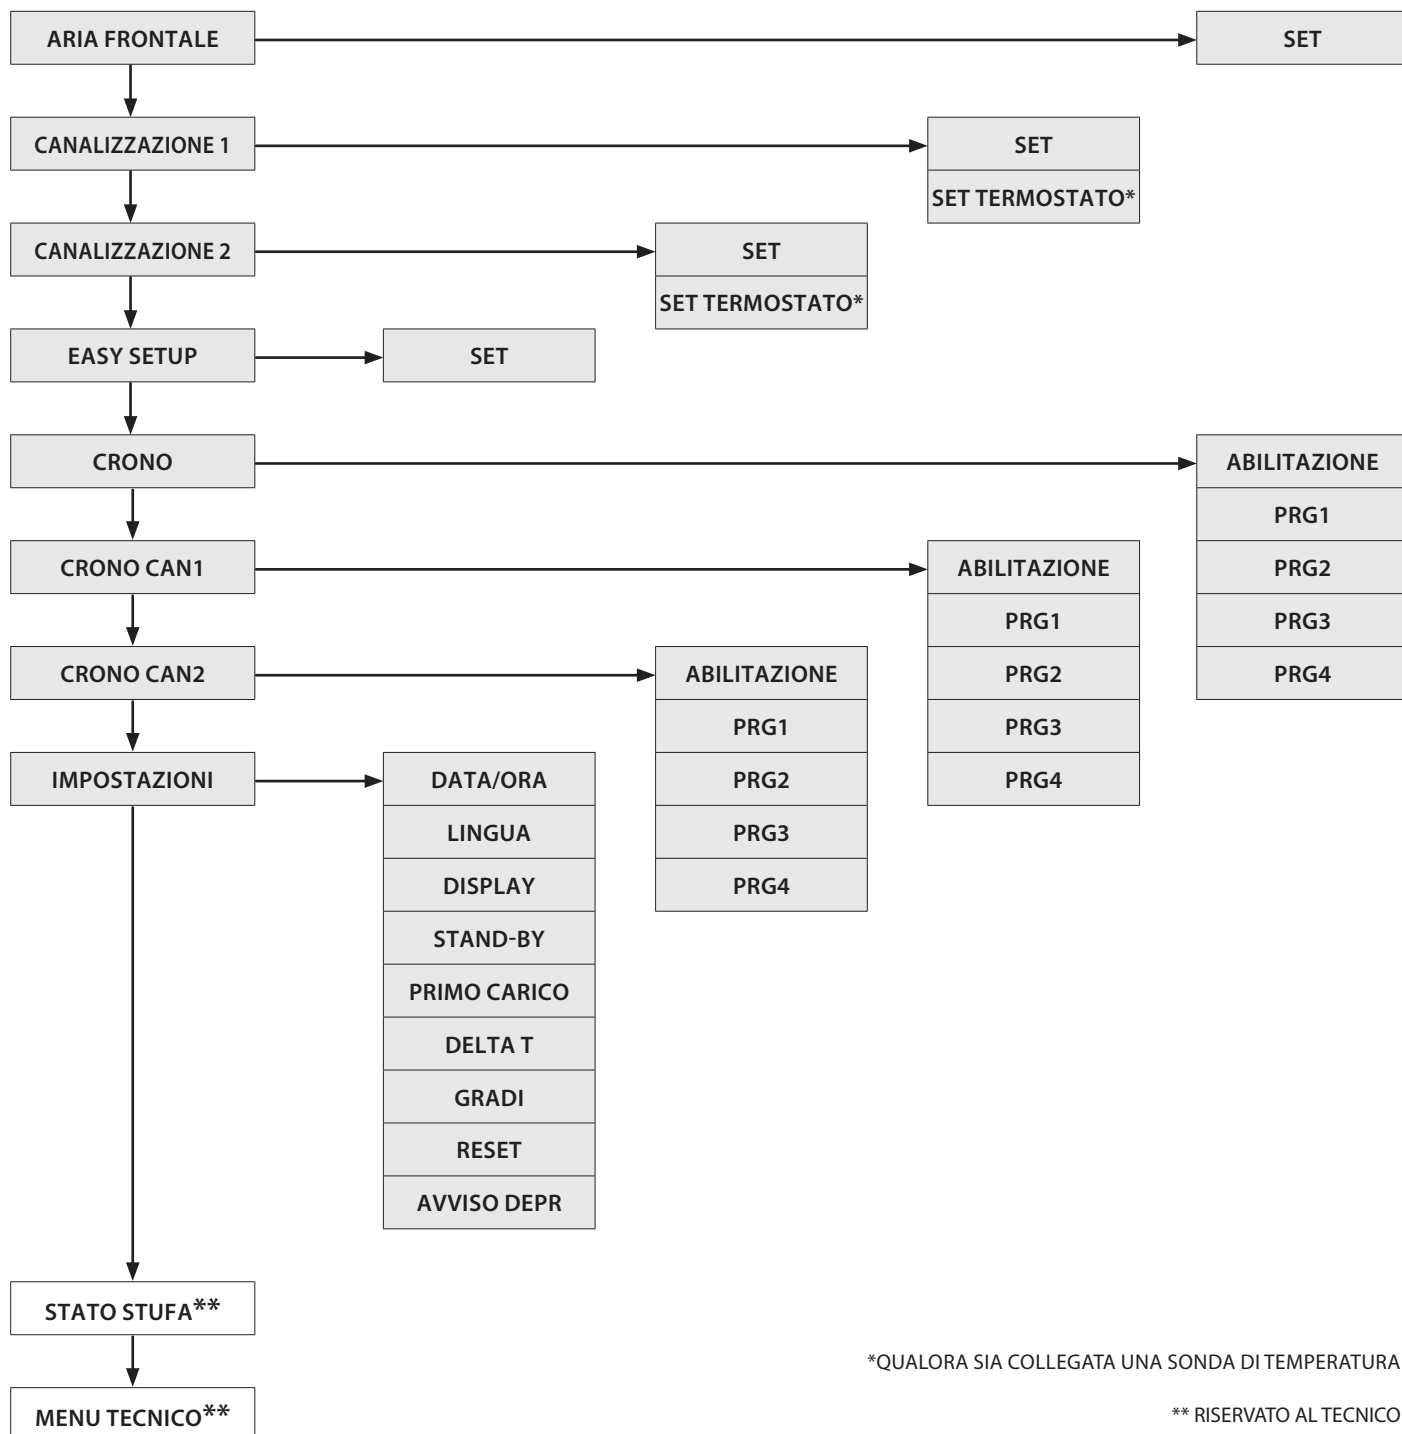 ARIA FRONTALE
SET
CANALIZZAZIONE 1
SET
SET TERMOSTATO*
CANALIZZAZIONE 2
SET
SET TERMOSTATO*
EASY SETUP
SET
CRONO
ABILITAZIONE
PRG1
PRG2
PRG3
PRG4
CRONO CAN1
ABILITAZIONE
PRG1
PRG2
PRG3
PRG4
CRONO CAN2
ABILITAZIONE
PRG1
PRG2
PRG3
PRG4
IMPOSTAZIONI
DATA/ORA
LINGUA
DISPLAY
STAND-BY
PRIMO CARICO
DELTA T
GRADI
RESET
AVVISO DEPR
STATO STUFA**
MENU TECNICO**
*QUALORA SIA COLLEGATA UNA SONDA DI TEMPERATURA
** RISERVATO AL TECNICO